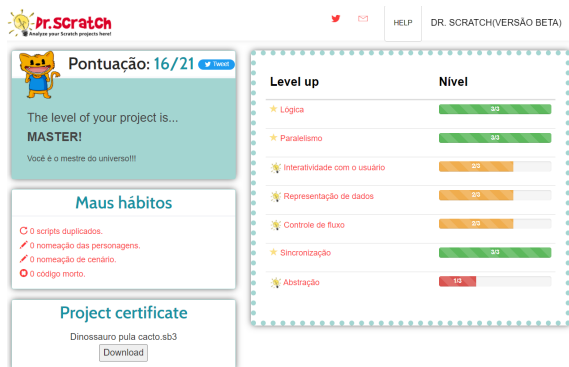 Dr.Scratch
Analyze your Scratch projects here!
HELP
DR. SCRATCH(VERSÃO BETA)
Pontuação: 16/21
Tweet
The level of your project is...
MASTER!
Você é o mestre do universo!!!
Maus hábitos
0 scripts duplicados.
0 nomeação das personagens.
0 nomeação de cenário.
0 código morto.
Project certificate
Dinossauro pula cacto.sb3
Download
Level up Nível
Lógica 3/3
Paralelismo 3/3
Interatividade com o usuário 2/3
Representação de dados 2/3
Controle de fluxo 2/3
Sincronização 3/3
Abstração 1/3